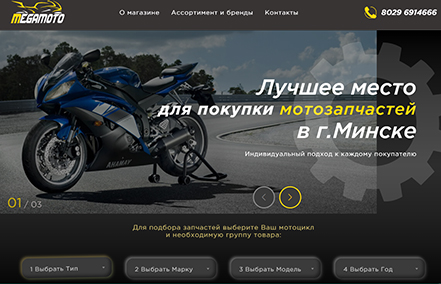 MEGAMOTO
О магазине Ассортимент и бренды Контакты 8029 6914666
Лучшее место
для покупки мотозапчастей
в г.Минске
Индивидуальный подход к каждому покупателю
YAMAHA
01 / 03
Для подбора запчастей выберите Ваш мотоцикл
и необходимую группу товара:
1 Выбрать Тип 2 Выбрать Марку 3 Выбрать Модель 4 Выбрать Год